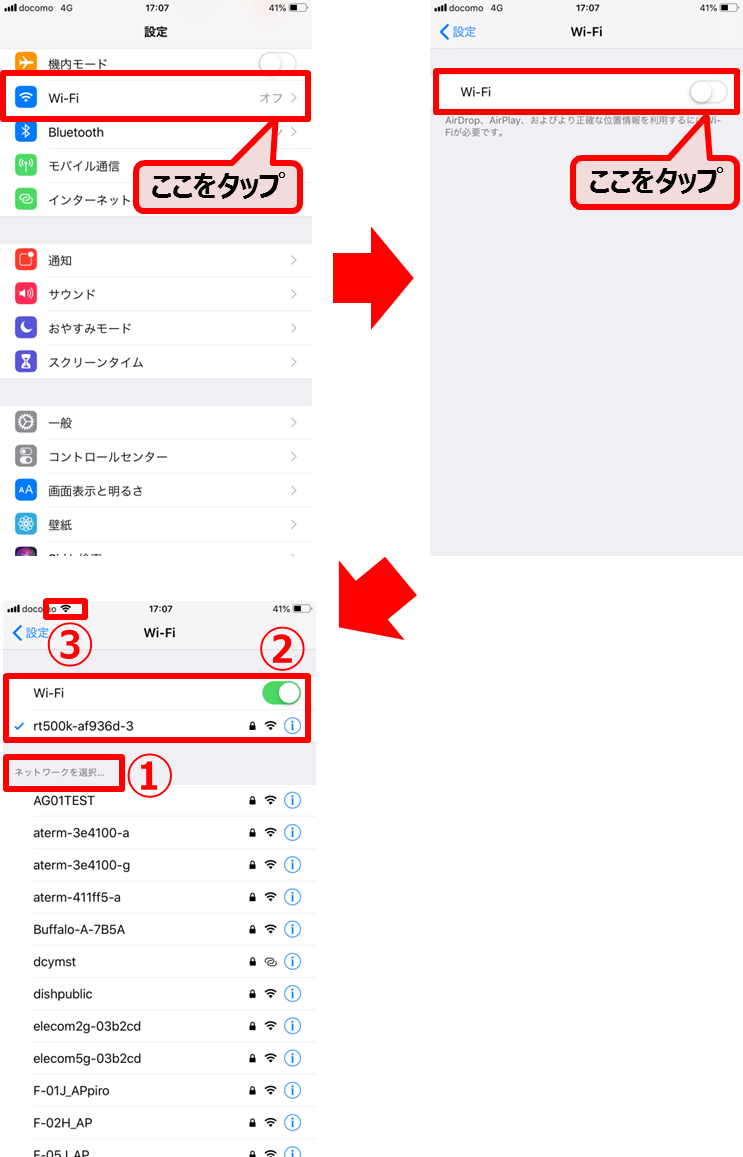 docomo 4G 17:07 41%
設定
機内モード
Wi-Fi オフ
Bluetooth
モバイル通信
インターネット
ここをタップ
通知
サウンド
おやすみモード
スクリーンタイム
一般
コントロールセンター
AA 画面表示と明るさ
壁紙
docomo 4G 17:07 41%
設定 Wi-Fi
Wi-Fi
AirDrop、AirPlay、およびより正確な位置情報を利用するにはWi-
Fiが必要です。
ここをタップ
docomo 17:07 41%
設定 Wi-Fi
③ ②
Wi-Fi
rt500k-af936d-3
ネットワークを選択...
①
AG01TEST
aterm-3e4100-a
aterm-3e4100-g
aterm-411ff5-a
Buffalo-A-7B5A
dcymst
dishpublic
elecom2g-03b2cd
elecom5g-03b2cd
F-01J_APpiro
F-02H_AP
F-05J_AP